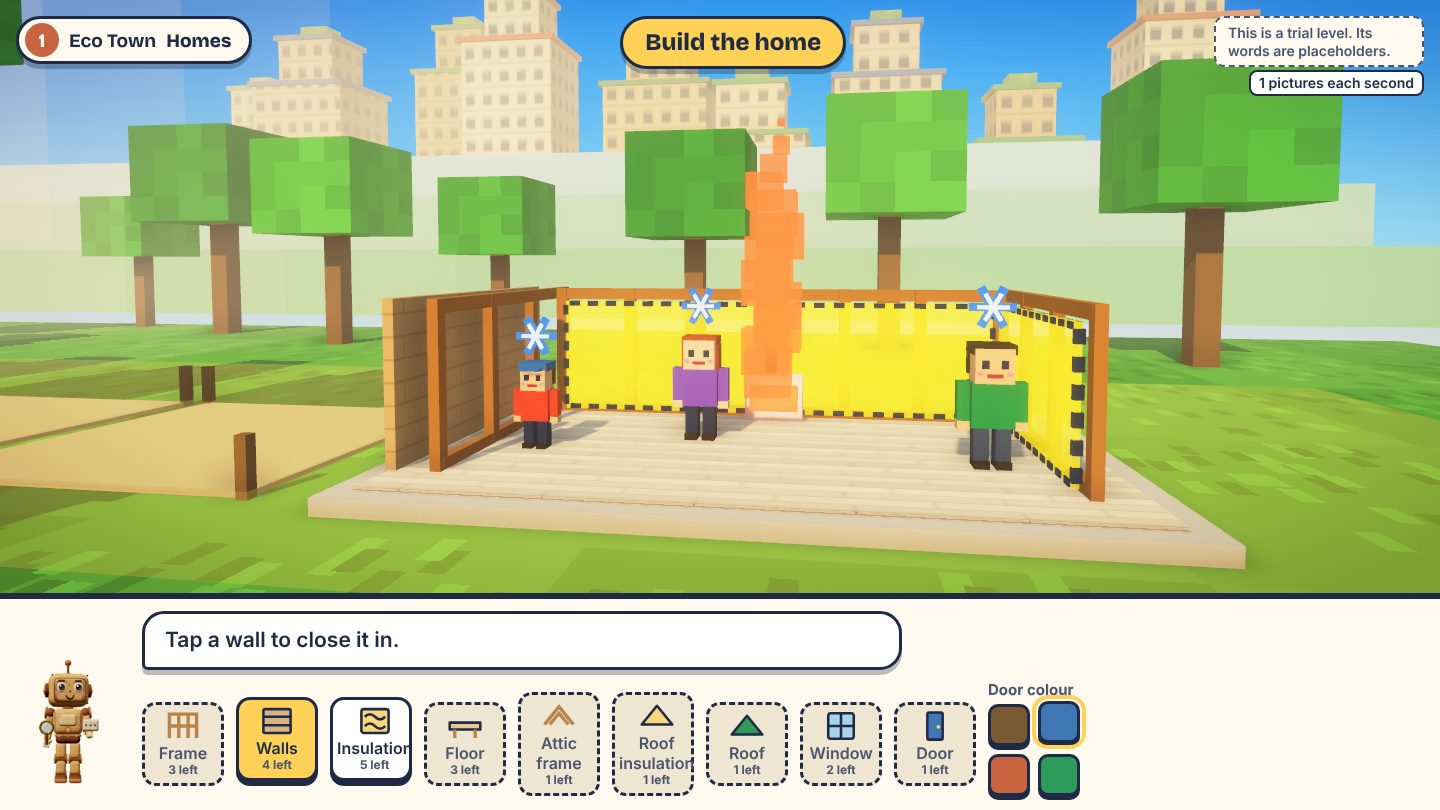 1 Eco Town Homes
Build the home
This is a trial level. Its
words are placeholders.
1 pictures each second
Tap a wall to close it in.
Door colour
Frame
3 left
Walls
4 left
Insulation
5 left
Floor
3 left
Attic
frame
1 left
Roof
insulation
1 left
Roof
1 left
Window
2 left
Door
1 left